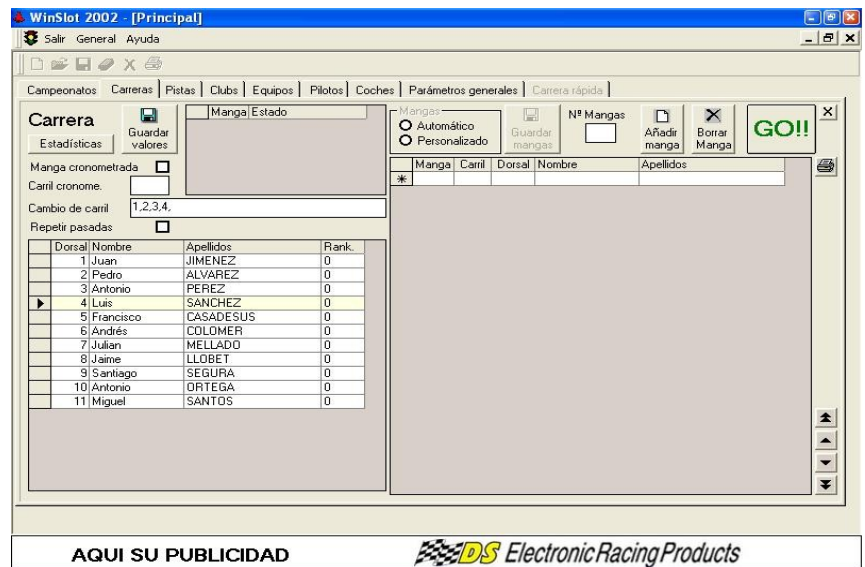 WinSlot 2002 - [Principal]
Salir General Ayuda
Campeonatos Carreras Pistas Clubs Equipos Pilotos Coches Parámetros generales Carrera rápida
Carrera
Estadísticas
Guardar valores
Manga Estado
Manga cronometrada
Carril cronome.
Cambio de carril 1,2,3,4,
Repetir pasadas
Dorsal Nombre Apellidos Rank.
1 Juan JIMENEZ 0
2 Pedro ALVAREZ 0
3 Antonio PEREZ 0
4 Luis SANCHEZ 0
5 Francisco CASADESUS 0
6 Andrés COLOMER 0
7 Julian MELLADO 0
8 Jaime LLOBET 0
9 Santiago SEGURA 0
10 Antonio ORTEGA 0
11 Miguel SANTOS 0
Mangas
Automático
Personalizado
Guardar mangas
Nº Mangas
Añadir manga
Borrar Manga
GO!!
Manga Carril Dorsal Nombre Apellidos
AQUI SU PUBLICIDAD
DS Electronic Racing Products